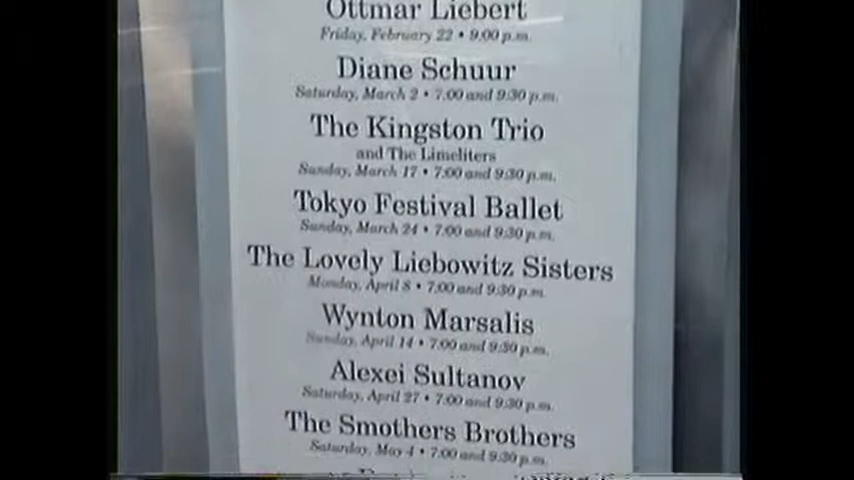 Ottmar Liebert
Friday, February 22 • 9:00 p.m.
Diane Schuur
Saturday, March 2 • 7:00 and 9:30 p.m.
The Kingston Trio
and The Limeliters
Sunday, March 17 • 7:00 and 9:30 p.m.
Tokyo Festival Ballet
Sunday, March 24 • 7:00 and 9:30 p.m.
The Lovely Liebowitz Sisters
Monday, April 8 • 7:00 and 9:30 p.m.
Wynton Marsalis
Sunday, April 14 • 7:00 and 9:30 p.m.
Alexei Sultanov
Saturday, April 27 • 7:00 and 9:30 p.m.
The Smothers Brothers
Saturday, May 4 • 7:00 and 9:30 p.m.